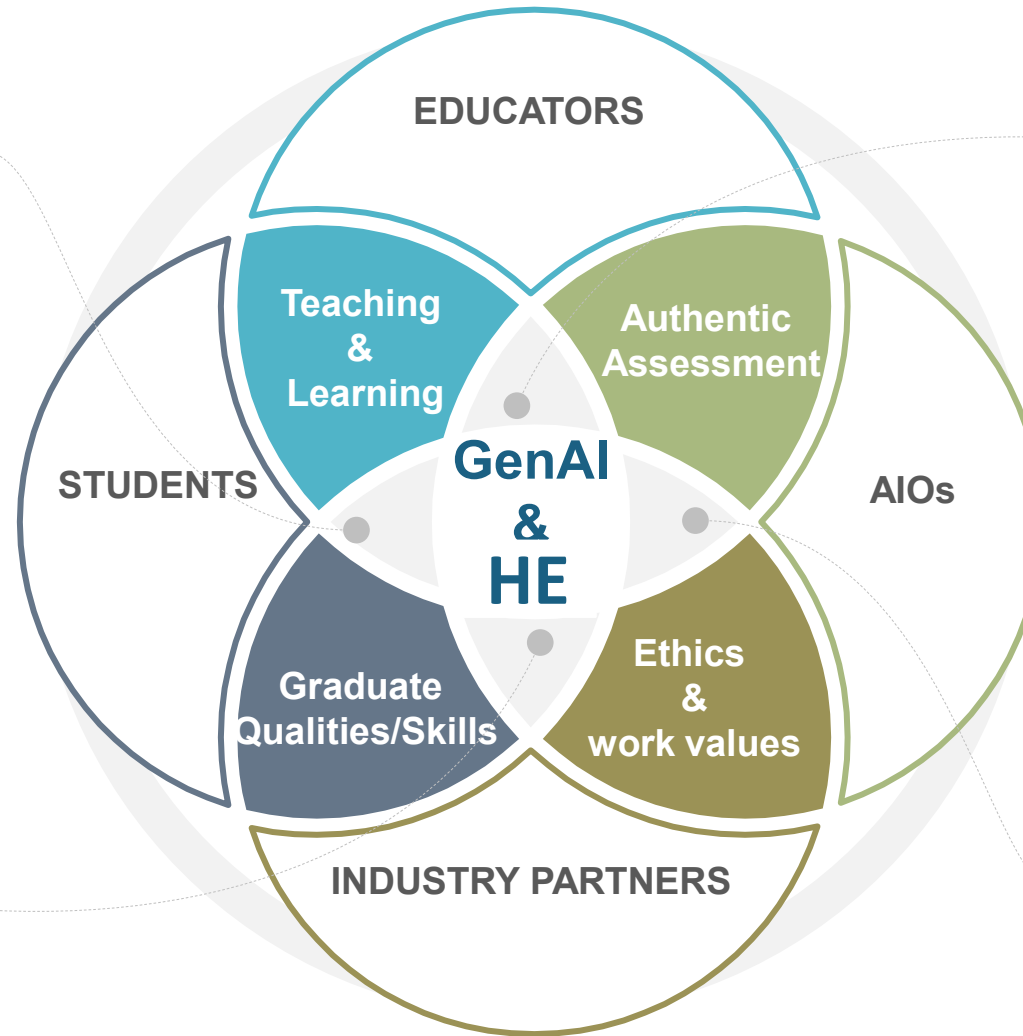 EDUCATORS
Teaching
&
Learning
Authentic
Assessment
STUDENTS
GenAI
&
HE
AIOs
Graduate
Qualities/Skills
Ethics
&
work values
INDUSTRY PARTNERS